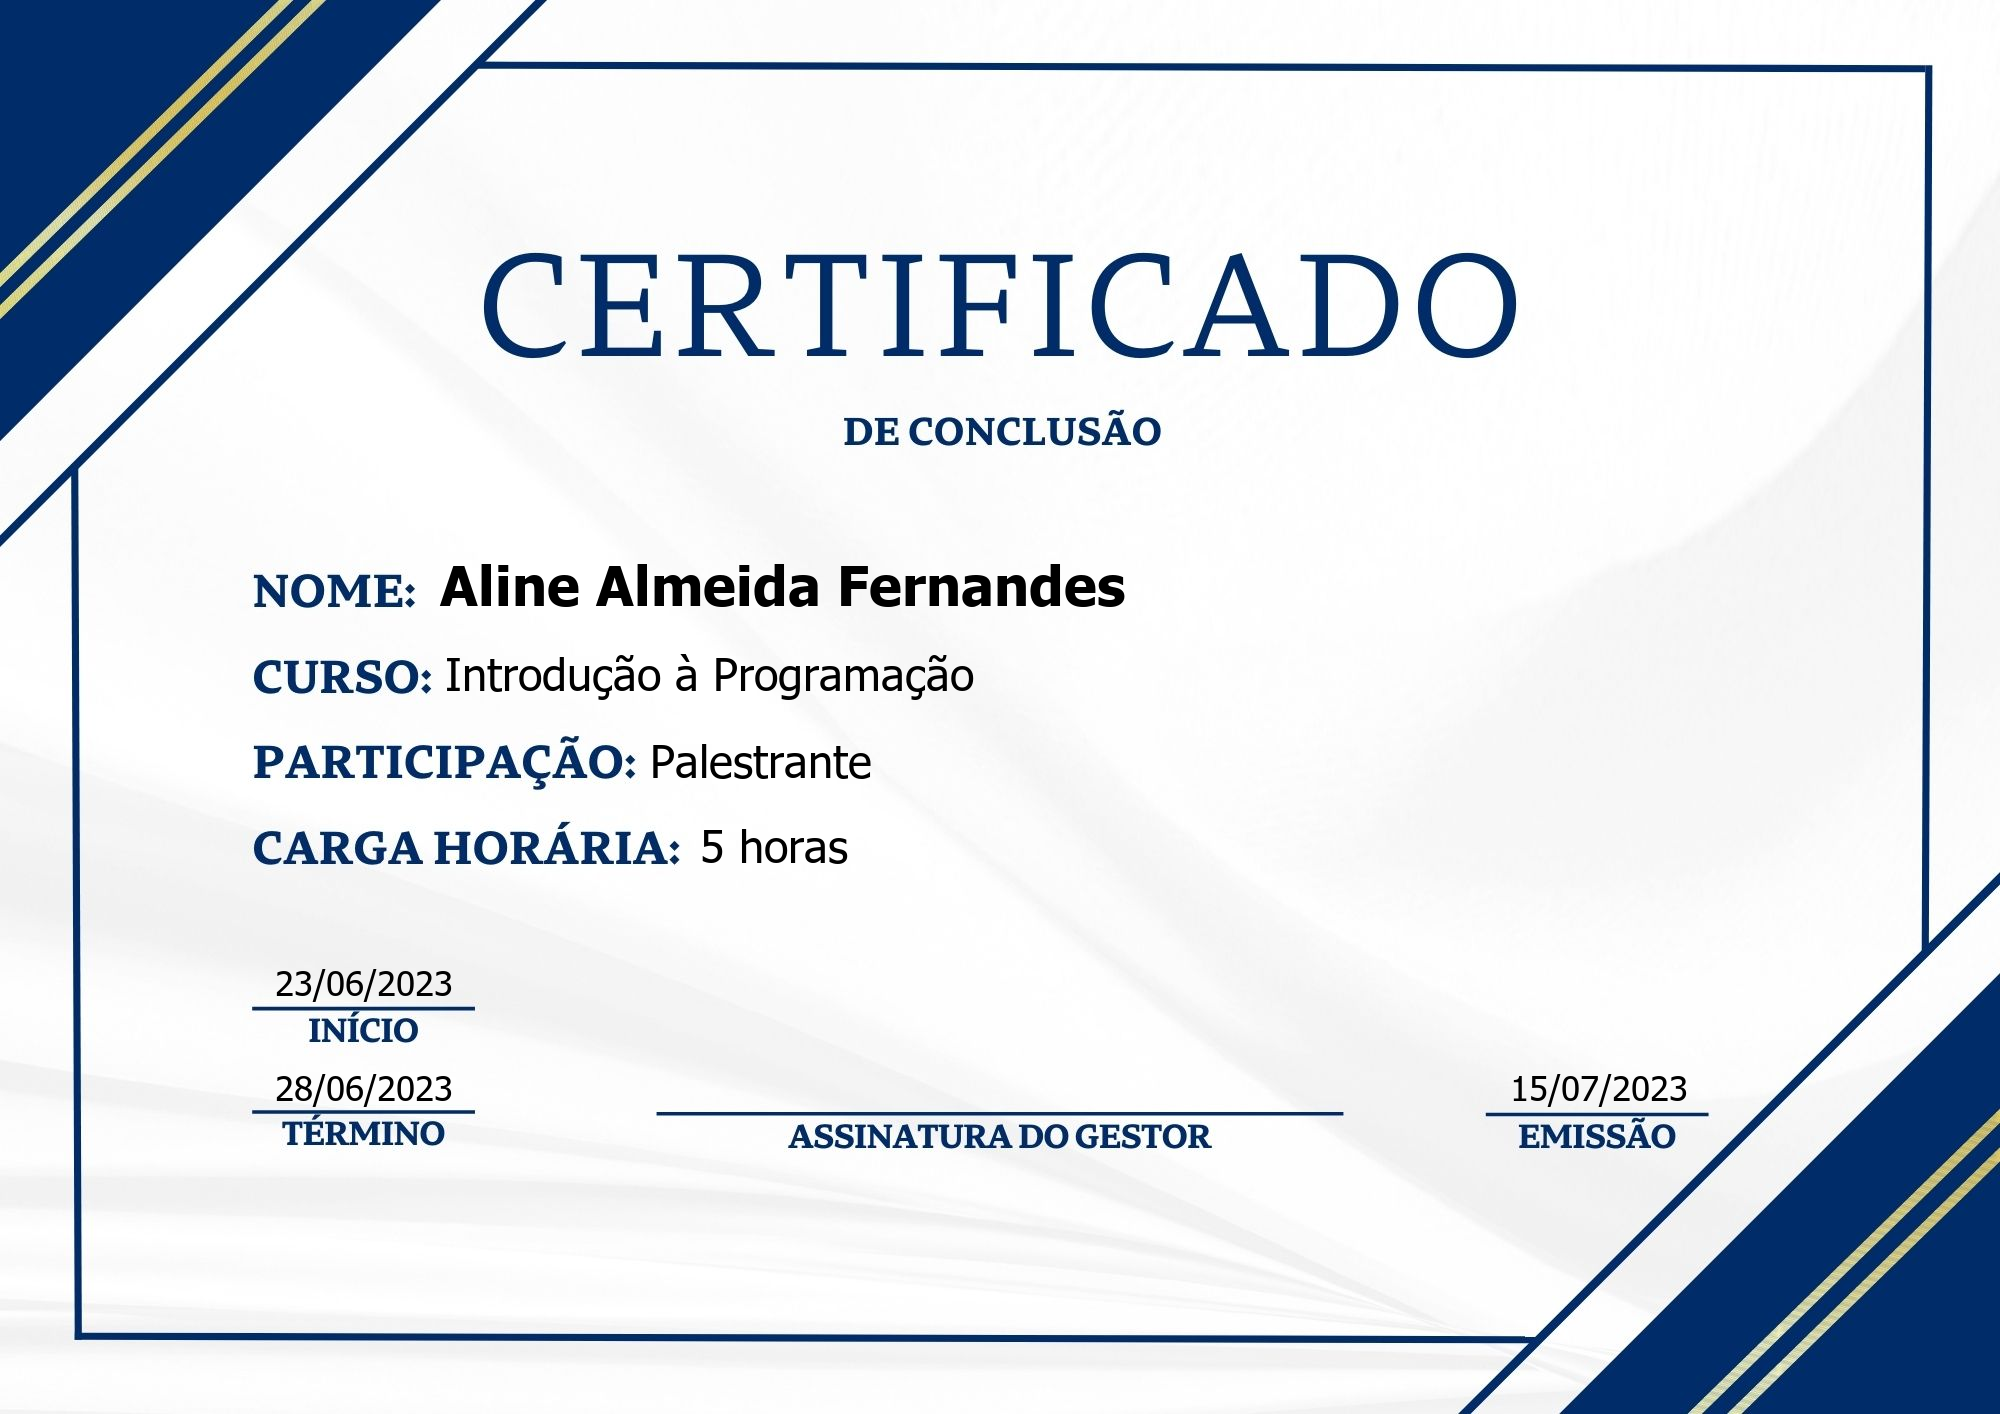 CERTIFICADO
DE CONCLUSÃO
NOME: Aline Almeida Fernandes
CURSO: Introdução à Programação
PARTICIPAÇÃO: Palestrante
CARGA HORÁRIA: 5 horas
23/06/2023
INÍCIO
28/06/2023
TÉRMINO
ASSINATURA DO GESTOR
15/07/2023
EMISSÃO